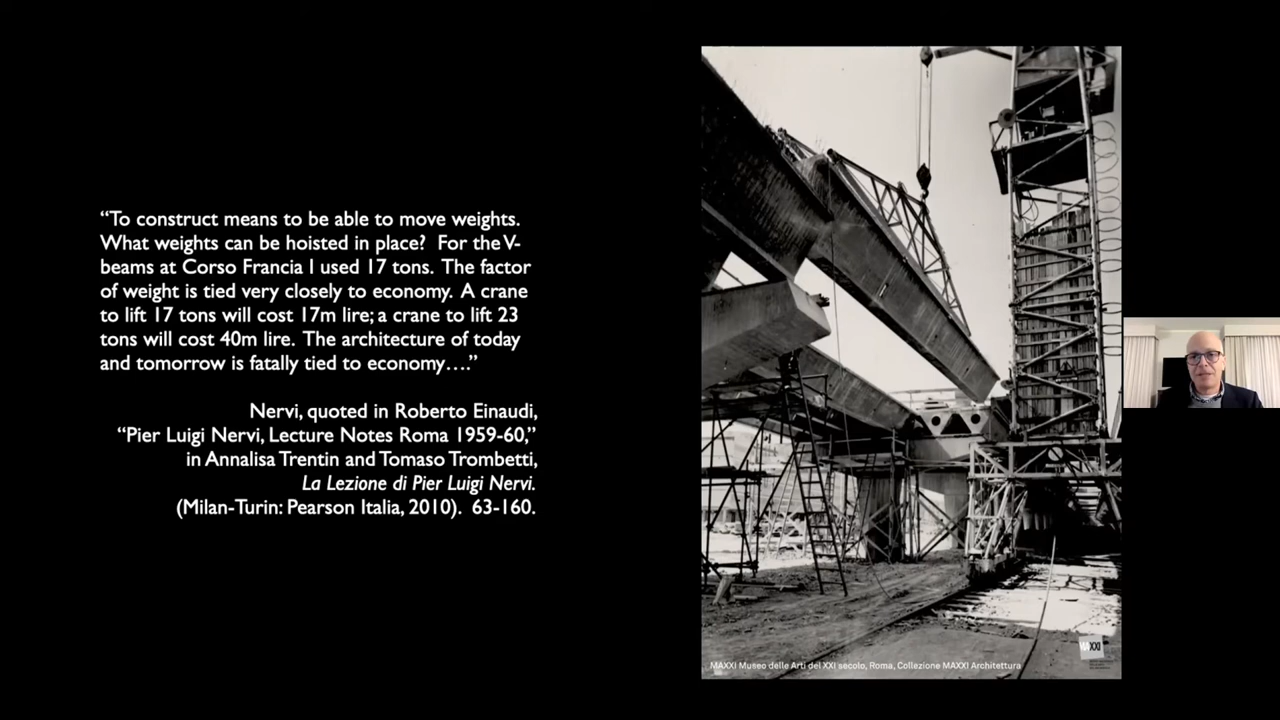 “To construct means to be able to move weights.
What weights can be hoisted in place?  For the V-
beams at Corso Francia I used 17 tons.  The factor
of weight is tied very closely to economy.  A crane
to lift 17 tons will cost 17m lire; a crane to lift 23
tons will cost 40m lire.  The architecture of today
and tomorrow is fatally tied to economy….”
Nervi, quoted in Roberto Einaudi,
“Pier Luigi Nervi, Lecture Notes Roma 1959-60,”
in Annalisa Trentin and Tomaso Trombetti,
La Lezione di Pier Luigi Nervi.
(Milan-Turin: Pearson Italia, 2010).  63-160.
MAXXI Museo delle Arti del XXI secolo, Roma, Collezione MAXXI Architettura
MAXXI